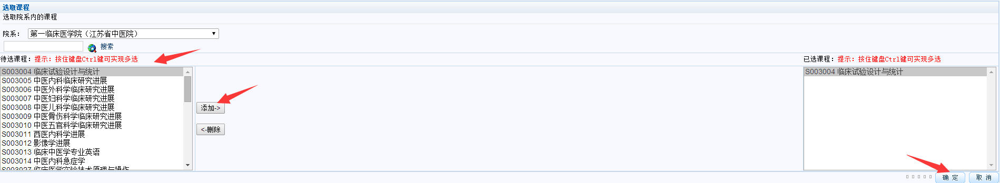 选取课程
选取院系内的课程
院系： 第一临床医学院（江苏省中医院）
搜索
待选课程：提示：按住键盘Ctrl键可实现多选
已选课程：提示：按住键盘Ctrl键可实现多选
S003004 临床试验设计与统计
S003005 中医内科临床研究进展
S003006 中医外科学临床研究进展
S003007 中医妇科学临床研究进展
S003008 中医儿科学临床研究进展
S003009 中医骨伤科学临床研究进展
S003010 中医五官科学临床研究进展
S003011 西医内科学进展
S003012 影像学进展
S003013 临床中医学专业英语
S003014 中医内科急症学
S003027 临床医学实验技术原理与操作
添加->
<-删除
S003004 临床试验设计与统计
确 定
取 消